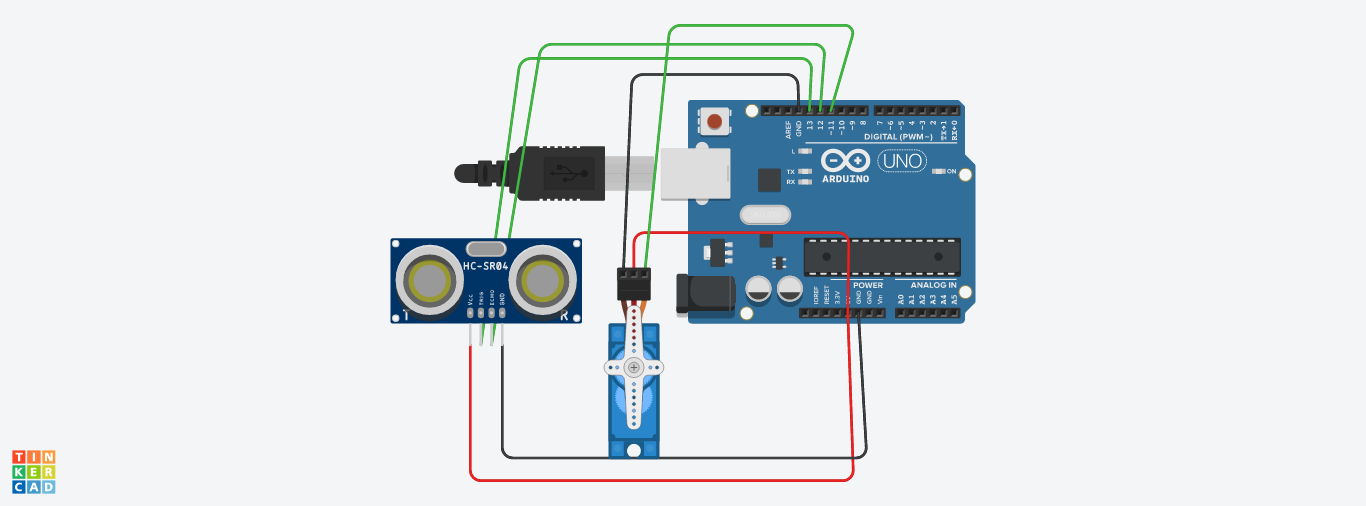 AREF
GND
13
12
~11
~10
~9
8
7
~6
~5
4
~3
2
TX→1
RX←0
DIGITAL (PWM~)
L
TX
RX
ARDUINO
UNO
ON
HC-SR04
Vcc
TRIG
ECHO
GND
T
R
POWER
ANALOG IN
IOREF
RESET
3.3V
GND
GND
Vin
A0
A1
A2
A3
A4
A5
TIN
KER
CAD